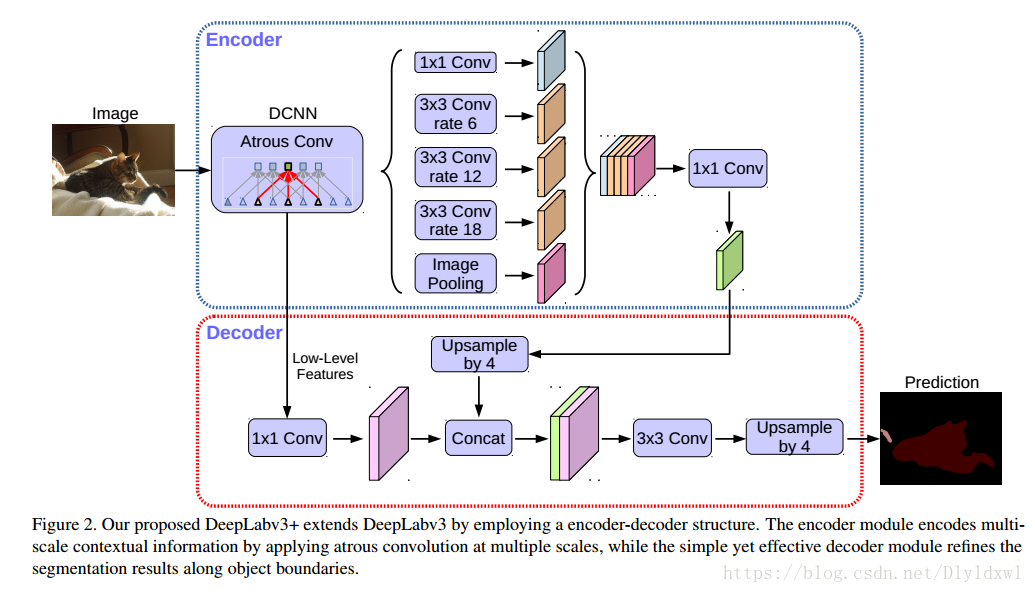 Encoder
Image
DCNN
Atrous Conv
1x1 Conv
3x3 Conv
rate 6
3x3 Conv
rate 12
3x3 Conv
rate 18
Image
Pooling
1x1 Conv
Decoder
Low-Level
Features
Upsample
by 4
1x1 Conv
Concat
3x3 Conv
Upsample
by 4
Prediction
Figure 2. Our proposed DeepLabv3+ extends DeepLabv3 by employing a encoder-decoder structure. The encoder module encodes multi-
scale contextual information by applying atrous convolution at multiple scales, while the simple yet effective decoder module refines the
segmentation results along object boundaries.
https://blog.csdn.net/Dlyldxwl